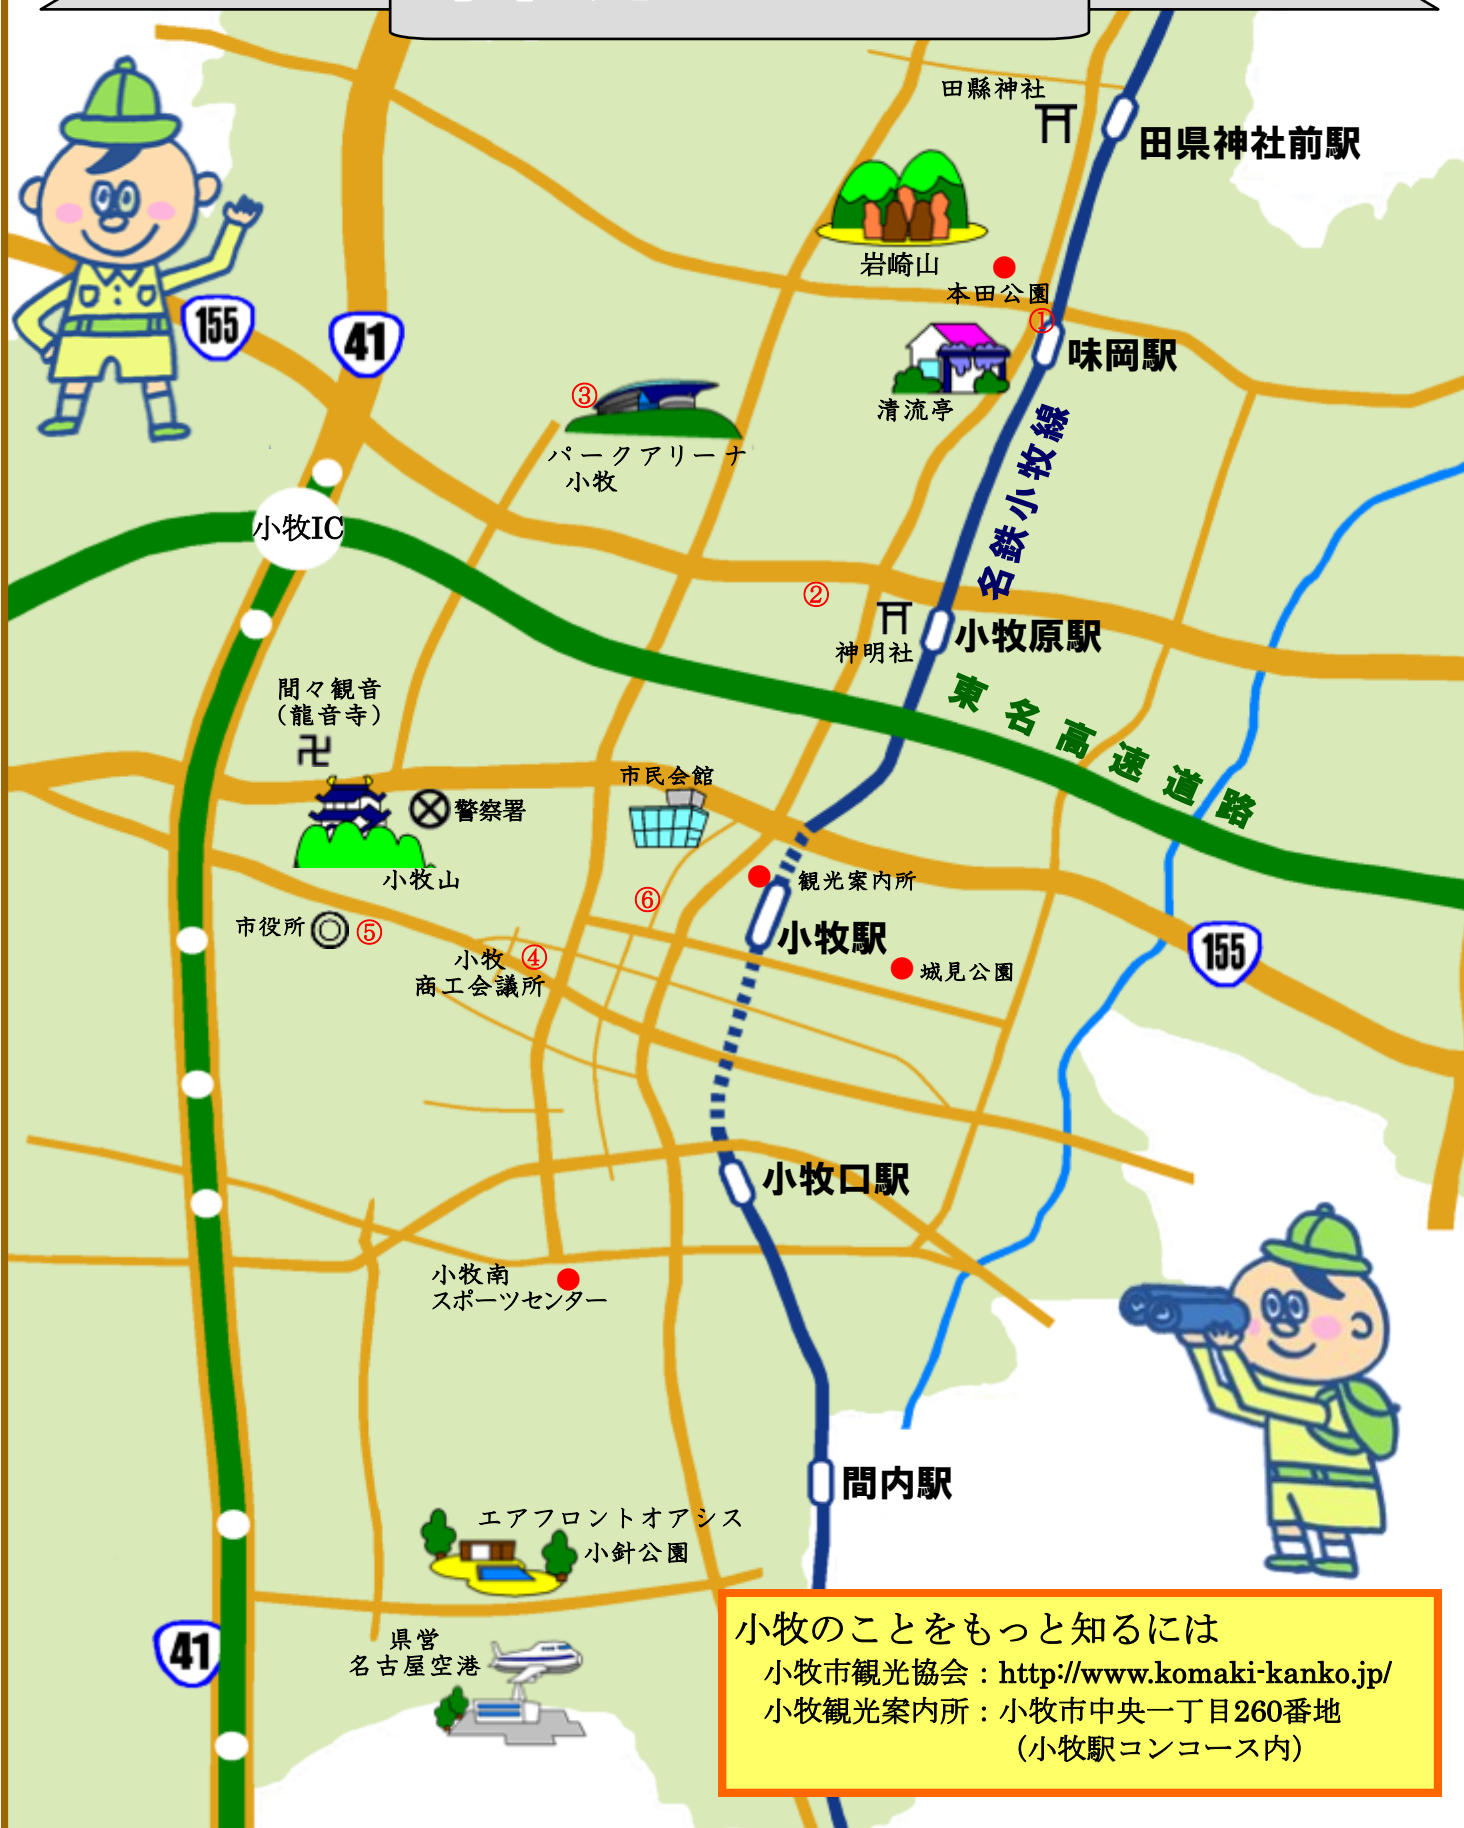 田縣神社
田県神社前駅
岩崎山
本田公園
①
155
41
味岡駅
③
清流亭
名鉄小牧線
パークアリーナ
小牧
小牧IC
②
神明社
小牧原駅
東名高速道路
間々観音
（龍音寺）
卍
市民会館
警察署
小牧山
観光案内所
⑥
市役所
⑤
小牧駅
小牧
④
商工会議所
城見公園
155
小牧口駅
小牧南
スポーツセンター
間内駅
エアフロントオアシス
小針公園
41
県営
名古屋空港
小牧のことをもっと知るには
小牧市観光協会：http://www.komaki-kanko.jp/
小牧観光案内所：小牧市中央一丁目260番地
（小牧駅コンコース内）